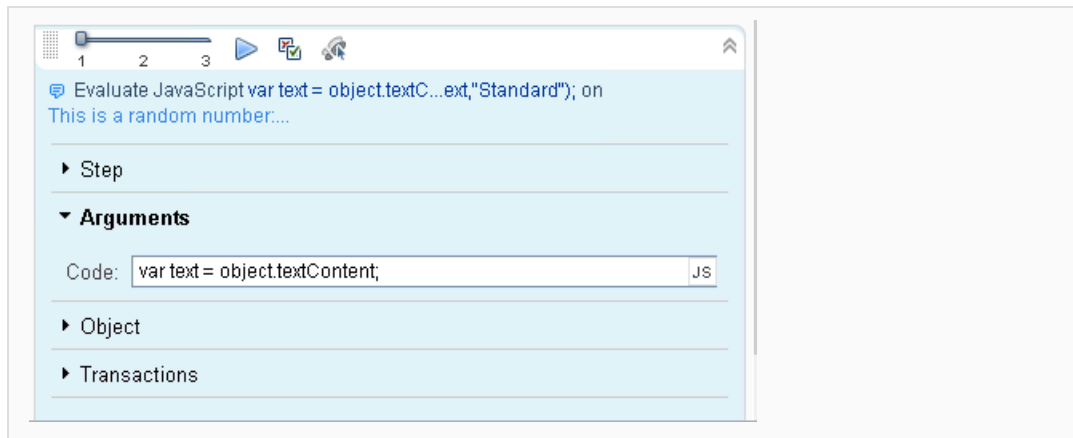 1 2 3
Evaluate JavaScript var text = object.textC...ext,"Standard"); on
This is a random number:...
Step
Arguments
Code: var text = object.textContent; JS
Object
Transactions